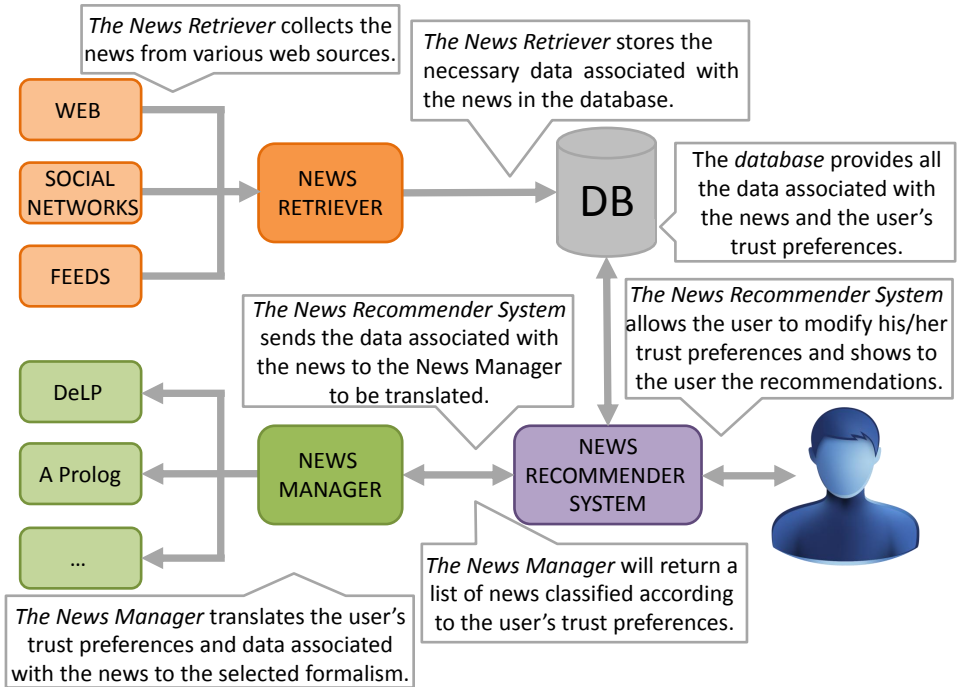 The News Retriever collects the
news from various web sources.
The News Retriever stores the
necessary data associated with
the news in the database.
WEB
SOCIAL
NETWORKS
FEEDS
NEWS
RETRIEVER
DB
The database provides all
the data associated with
the news and the user's
trust preferences.
The News Recommender System
sends the data associated with
the news to the News Manager
to be translated.
The News Recommender System
allows the user to modify his/her
trust preferences and shows to
the user the recommendations.
DeLP
A Prolog
...
NEWS
MANAGER
NEWS
RECOMMENDER
SYSTEM
The News Manager will return a
list of news classified according
to the user's trust preferences.
The News Manager translates the user's
trust preferences and data associated
with the news to the selected formalism.